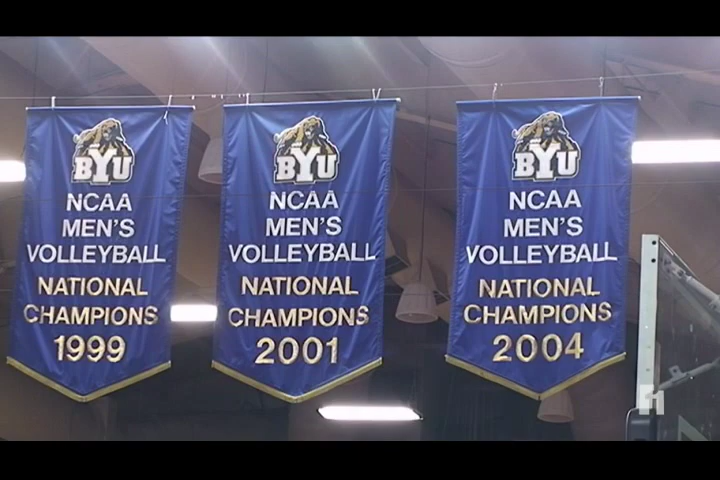 BYU
NCAA
MEN'S
VOLLEYBALL
NATIONAL
CHAMPIONS
1999
BYU
NCAA
MEN'S
VOLLEYBALL
NATIONAL
CHAMPIONS
2001
BYU
NCAA
MEN'S
VOLLEYBALL
NATIONAL
CHAMPIONS
2004